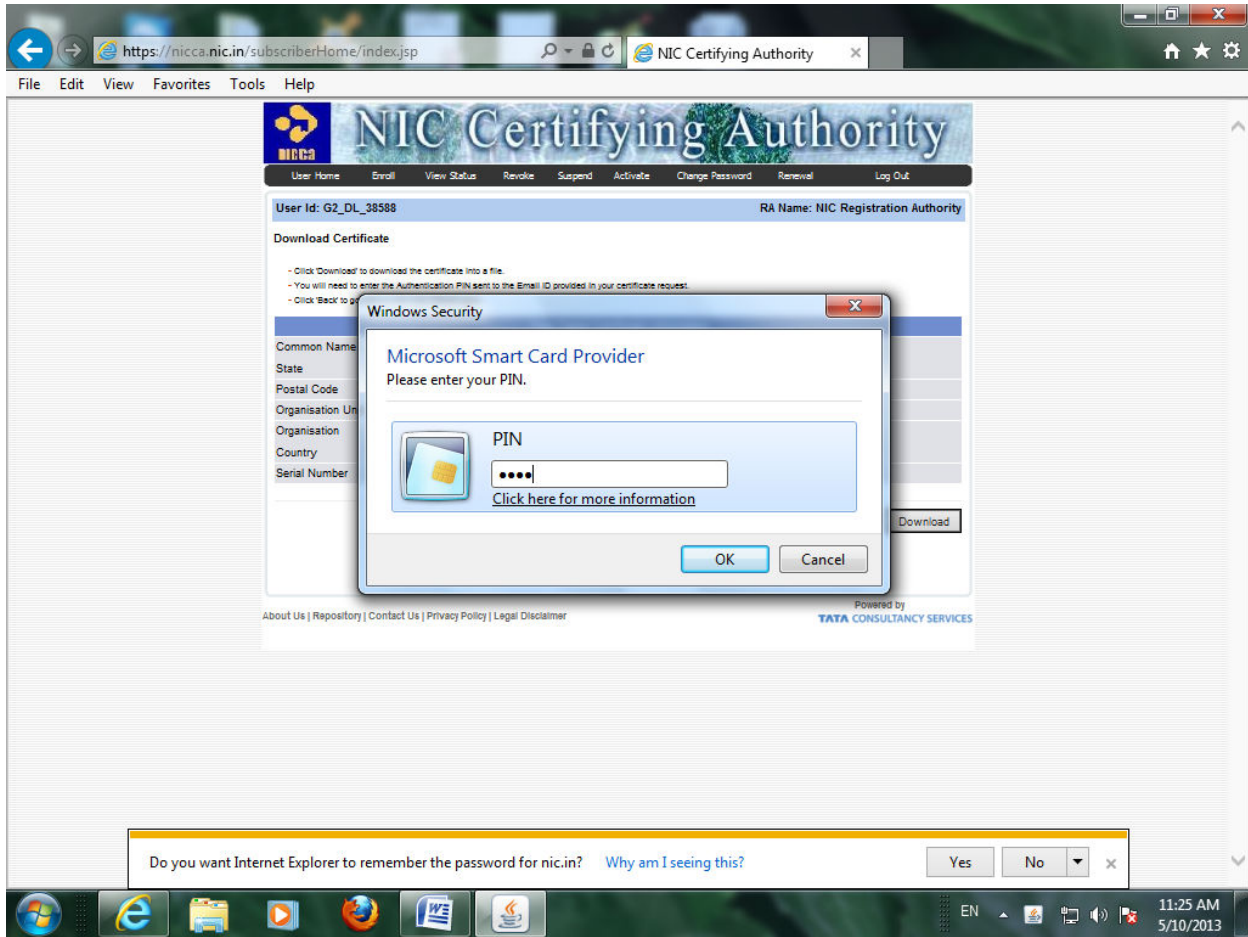 https://nicca.nic.in/subscriberHome/index.jsp
NIC Certifying Authority
File Edit View Favorites Tools Help
NICCA
NIC Certifying Authority
User Home Enroll View Status Revoke Suspend Activate Change Password Renewal Log Out
User Id: G2_DL_38588 RA Name: NIC Registration Authority
Download Certificate
- Click 'Download' to download the certificate into a file.
- You will need to enter the Authentication PIN sent to the Email ID provided in your certificate request.
- Click 'Back' to
Windows Security
Microsoft Smart Card Provider
Please enter your PIN.
PIN
Click here for more information
OK Cancel
Common Name
State
Postal Code
Organisation
Organisation
Country
Serial Number
Download
About Us | Repository | Contact Us | Privacy Policy | Legal Disclaimer
Powered by
TATA CONSULTANCY SERVICES
Do you want Internet Explorer to remember the password for nic.in? Why am I seeing this?
Yes No
EN
11:25 AM
5/10/2013